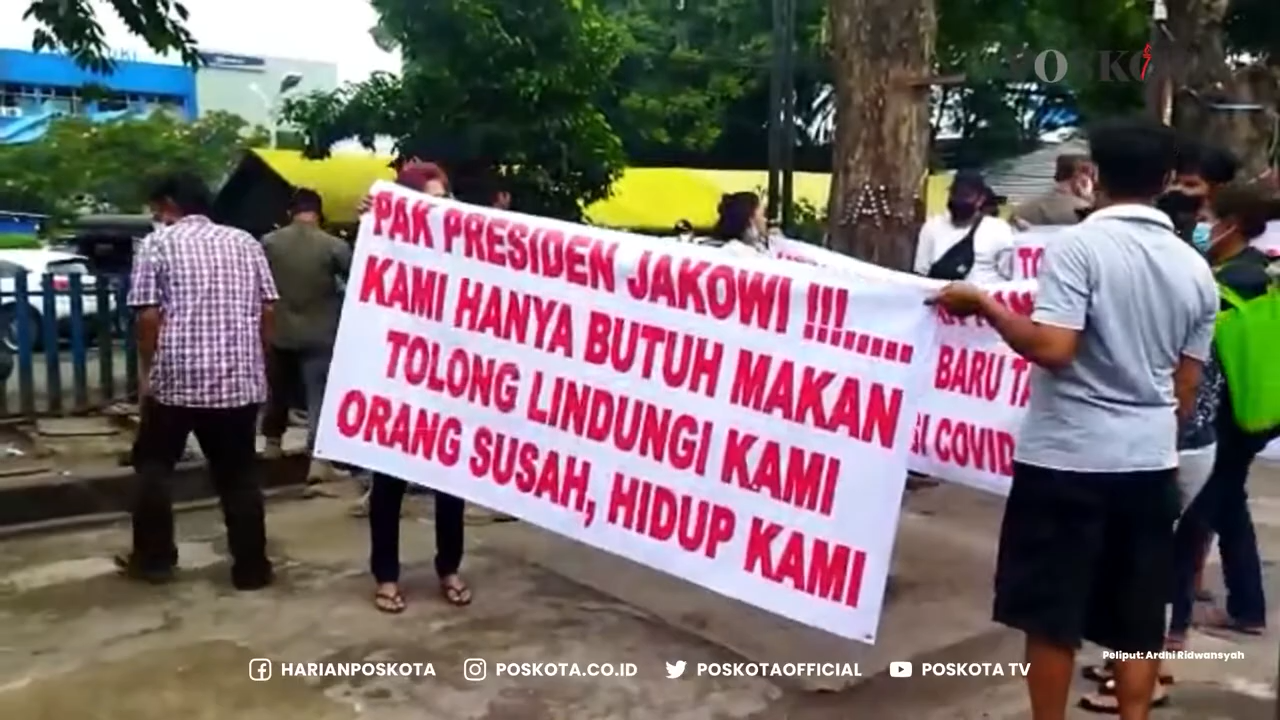 POSKOTA
PAK PRESIDEN JAKOWI !!!........
KAMI HANYA BUTUH MAKAN
TOLONG LINDUNGI KAMI
ORANG SUSAH, HIDUP KAMI
BARU
COVID
Peliput: Ardhi Ridwansyah
HARIANPOSKOTA POSKOTA.CO.ID POSKOTAOFFICIAL POSKOTA TV